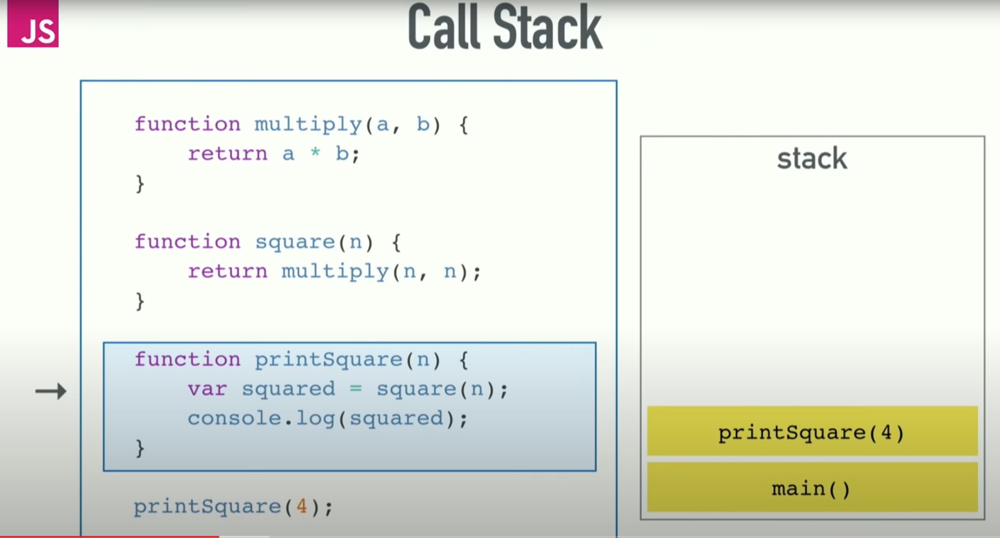 JS
Call Stack
function multiply(a, b) {
    return a * b;
}
function square(n) {
    return multiply(n, n);
}
function printSquare(n) {
    var squared = square(n);
    console.log(squared);
}
printSquare(4);
stack
printSquare(4)
main()